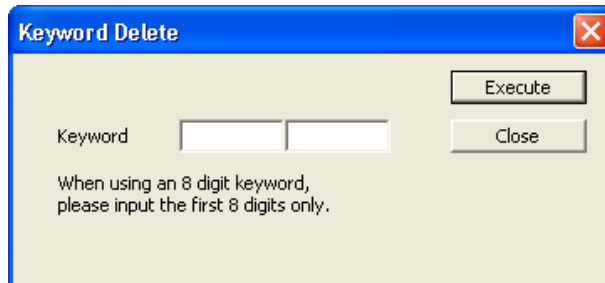 Keyword Delete
Execute
Keyword
Close
When using an 8 digit keyword,
please input the first 8 digits only.